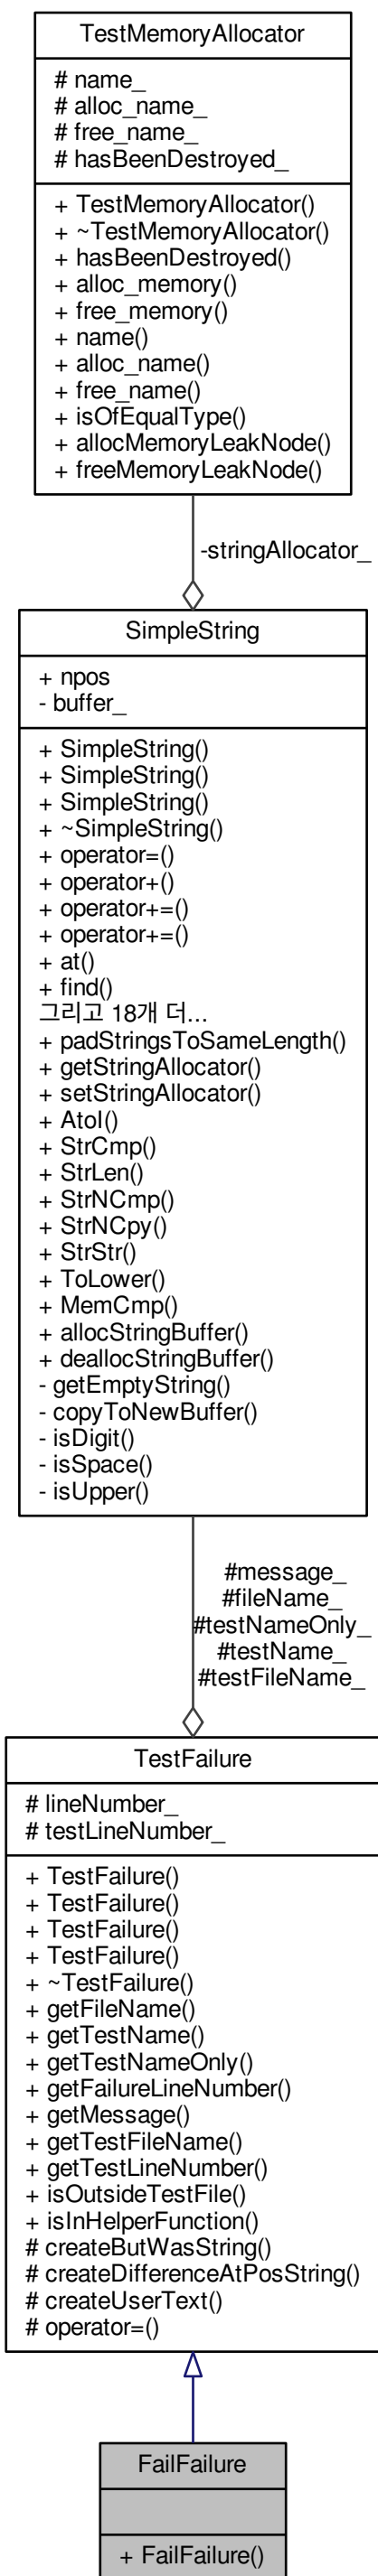 TestMemoryAllocator
# name_
# alloc_name_
# free_name_
# hasBeenDestroyed_
+ TestMemoryAllocator()
+ ~TestMemoryAllocator()
+ hasBeenDestroyed()
+ alloc_memory()
+ free_memory()
+ name()
+ alloc_name()
+ free_name()
+ isOfEqualType()
+ allocMemoryLeakNode()
+ freeMemoryLeakNode()
-stringAllocator_
SimpleString
+ npos
- buffer_
+ SimpleString()
+ SimpleString()
+ SimpleString()
+ ~SimpleString()
+ operator=()
+ operator+()
+ operator+=()
+ operator+=()
+ at()
+ find()
그리고 18개 더...
+ padStringsToSameLength()
+ getStringAllocator()
+ setStringAllocator()
+ AtoI()
+ StrCmp()
+ StrLen()
+ StrNCmp()
+ StrNCpy()
+ StrStr()
+ ToLower()
+ MemCmp()
+ allocStringBuffer()
+ deallocStringBuffer()
- getEmptyString()
- copyToNewBuffer()
- isDigit()
- isSpace()
- isUpper()
#message_
#fileName_
#testNameOnly_
#testName_
#testFileName_
TestFailure
# lineNumber_
# testLineNumber_
+ TestFailure()
+ TestFailure()
+ TestFailure()
+ TestFailure()
+ ~TestFailure()
+ getFileName()
+ getTestName()
+ getTestNameOnly()
+ getFailureLineNumber()
+ getMessage()
+ getTestFileName()
+ getTestLineNumber()
+ isOutsideTestFile()
+ isInHelperFunction()
# createButWasString()
# createDifferenceAtPosString()
# createUserText()
# operator=()
FailFailure
+ FailFailure()